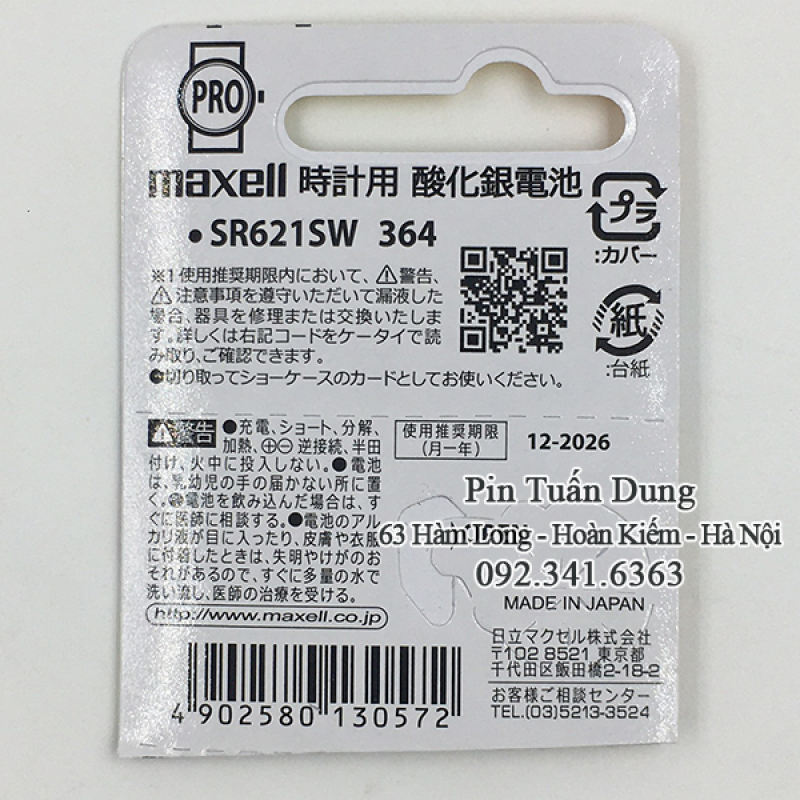 PRO
maxell 時計用 酸化銀電池
•SR621SW 364
プラ
:カバー
※1使用推奨期限内において、⚠警告、
⚠注意事項を遵守いただいて漏液した
場合、器具を修理または交換いたしま
す。詳しくは右記コードをケータイで読
み取り、ご確認できます。
●切り取ってショーケースのカードとしてお使いください。
紙
:台紙
⚠警告 ●充電、ショート、分解、
加熱、⊕⊖逆接続、半田
付け、火中に投入しない。●電池
は、乳幼児の手の届かない所に置
く。●電池を飲み込んだ場合は、す
ぐに医師に相談する。●電池のアル
カリ液が目に入ったり、皮膚や衣服
に付着したときは、失明やけがのお
それがあるので、すぐに多量の水で
洗い流し、医師の治療を受ける。
http://www.maxell.co.jp
使用推奨期限
(月−年)
12-2026
Pin Tuấn Dung
63 Hàm Long - Hoàn Kiếm - Hà Nội
092.341.6363
MADE IN JAPAN
日立マクセル株式会社
〒102 8521 東京都
千代田区飯田橋2-18-2
お客様ご相談センター
TEL.(03)5213-3524
4 902580 130572